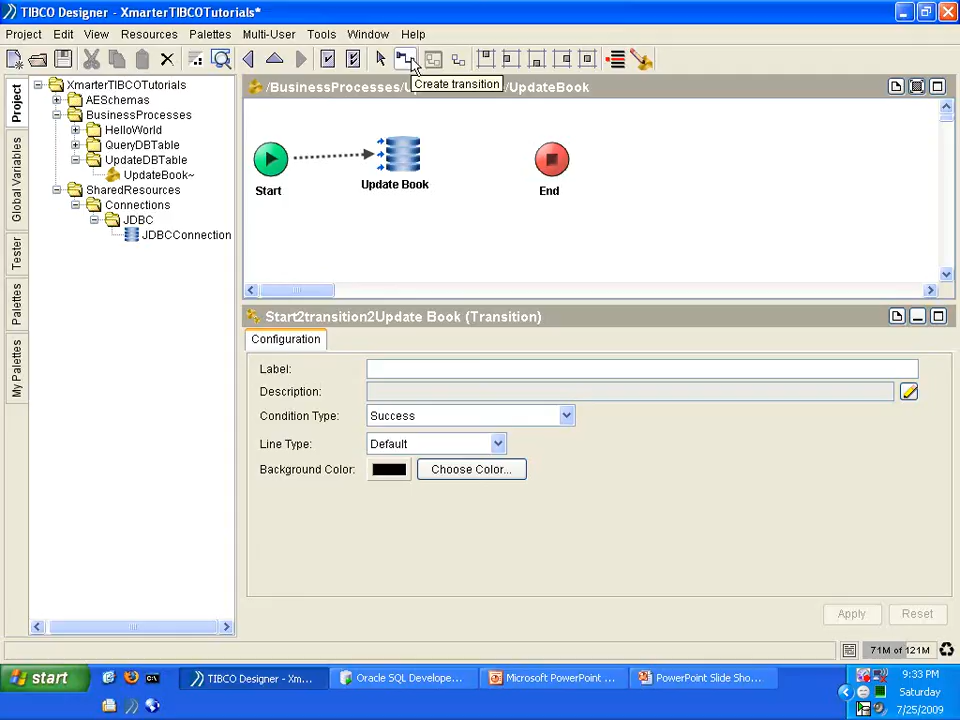 TIBCO Designer - XmarterTIBCOTutorials*
Project Edit View Resources Palettes Multi-User Tools Window Help
Create transition
Project
Global Variables
Tester
Palettes
My Palettes
XmarterTIBCOTutorials
AESchemas
BusinessProcesses
HelloWorld
QueryDBTable
UpdateDBTable
UpdateBook~
SharedResources
Connections
JDBC
JDBCConnection
/BusinessProcesses/U /UpdateBook
Start
Update Book
End
Start2transition2Update Book (Transition)
Configuration
Label:
Description:
Condition Type: Success
Line Type: Default
Background Color: Choose Color...
Apply Reset
71M of 121M
start
TIBCO Designer - Xm...
Oracle SQL Develope...
Microsoft PowerPoint ...
PowerPoint Slide Sho...
9:33 PM
Saturday
7/25/2009